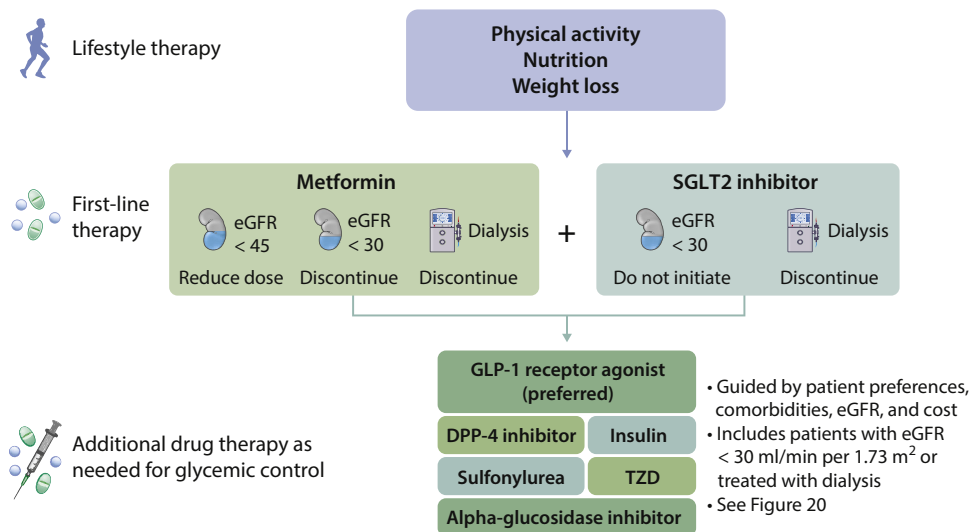 Lifestyle therapy
Physical activity
Nutrition
Weight loss
First-line
therapy
Metformin
eGFR
< 45
Reduce dose
eGFR
< 30
Discontinue
Dialysis
Discontinue
+
SGLT2 inhibitor
eGFR
< 30
Do not initiate
Dialysis
Discontinue
Additional drug therapy as
needed for glycemic control
GLP-1 receptor agonist
(preferred)
DPP-4 inhibitor
Insulin
Sulfonylurea
TZD
Alpha-glucosidase inhibitor
• Guided by patient preferences,
comorbidities, eGFR, and cost
• Includes patients with eGFR
< 30 ml/min per 1.73 m² or
treated with dialysis
• See Figure 20